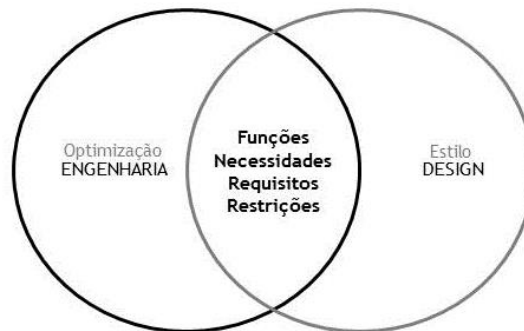 Optimização
ENGENHARIA
Funções
Necessidades
Requisitos
Restrições
Estilo
DESIGN